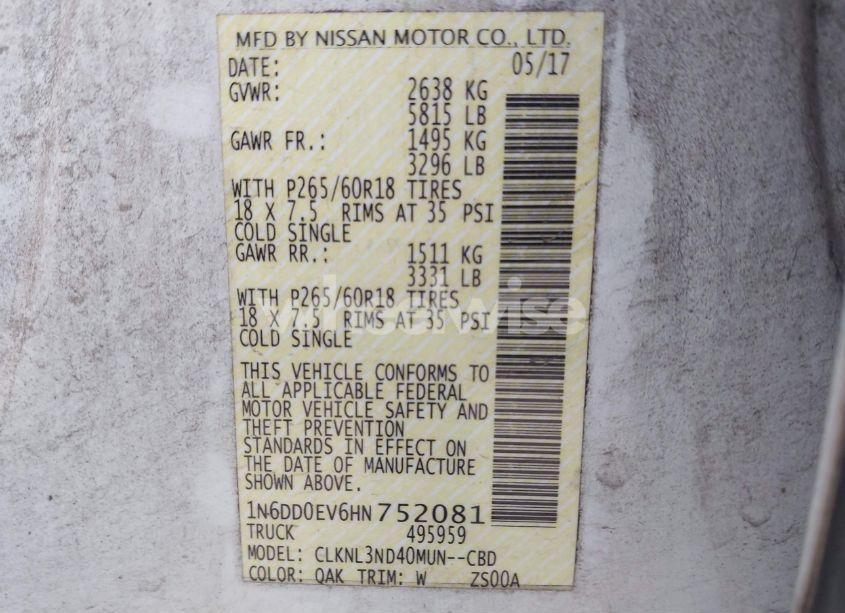 MFD BY NISSAN MOTOR CO., LTD.
DATE: 05/17
GVWR: 2638 KG
5815 LB
GAWR FR.: 1495 KG
3296 LB
WITH P265/60R18 TIRES
18 X 7.5 RIMS AT 35 PSI
COLD SINGLE
GAWR RR.: 1511 KG
3331 LB
WITH P265/60R18 TIRES
18 X 7.5 RIMS AT 35 PSI
COLD SINGLE
THIS VEHICLE CONFORMS TO
ALL APPLICABLE FEDERAL
MOTOR VEHICLE SAFETY AND
THEFT PREVENTION
STANDARDS IN EFFECT ON
THE DATE OF MANUFACTURE
SHOWN ABOVE.
1N6DD0EV6HN752081
TRUCK 495959
MODEL: CLKNL3ND40MUN--CBD
COLOR: QAK TRIM: W ZS00A